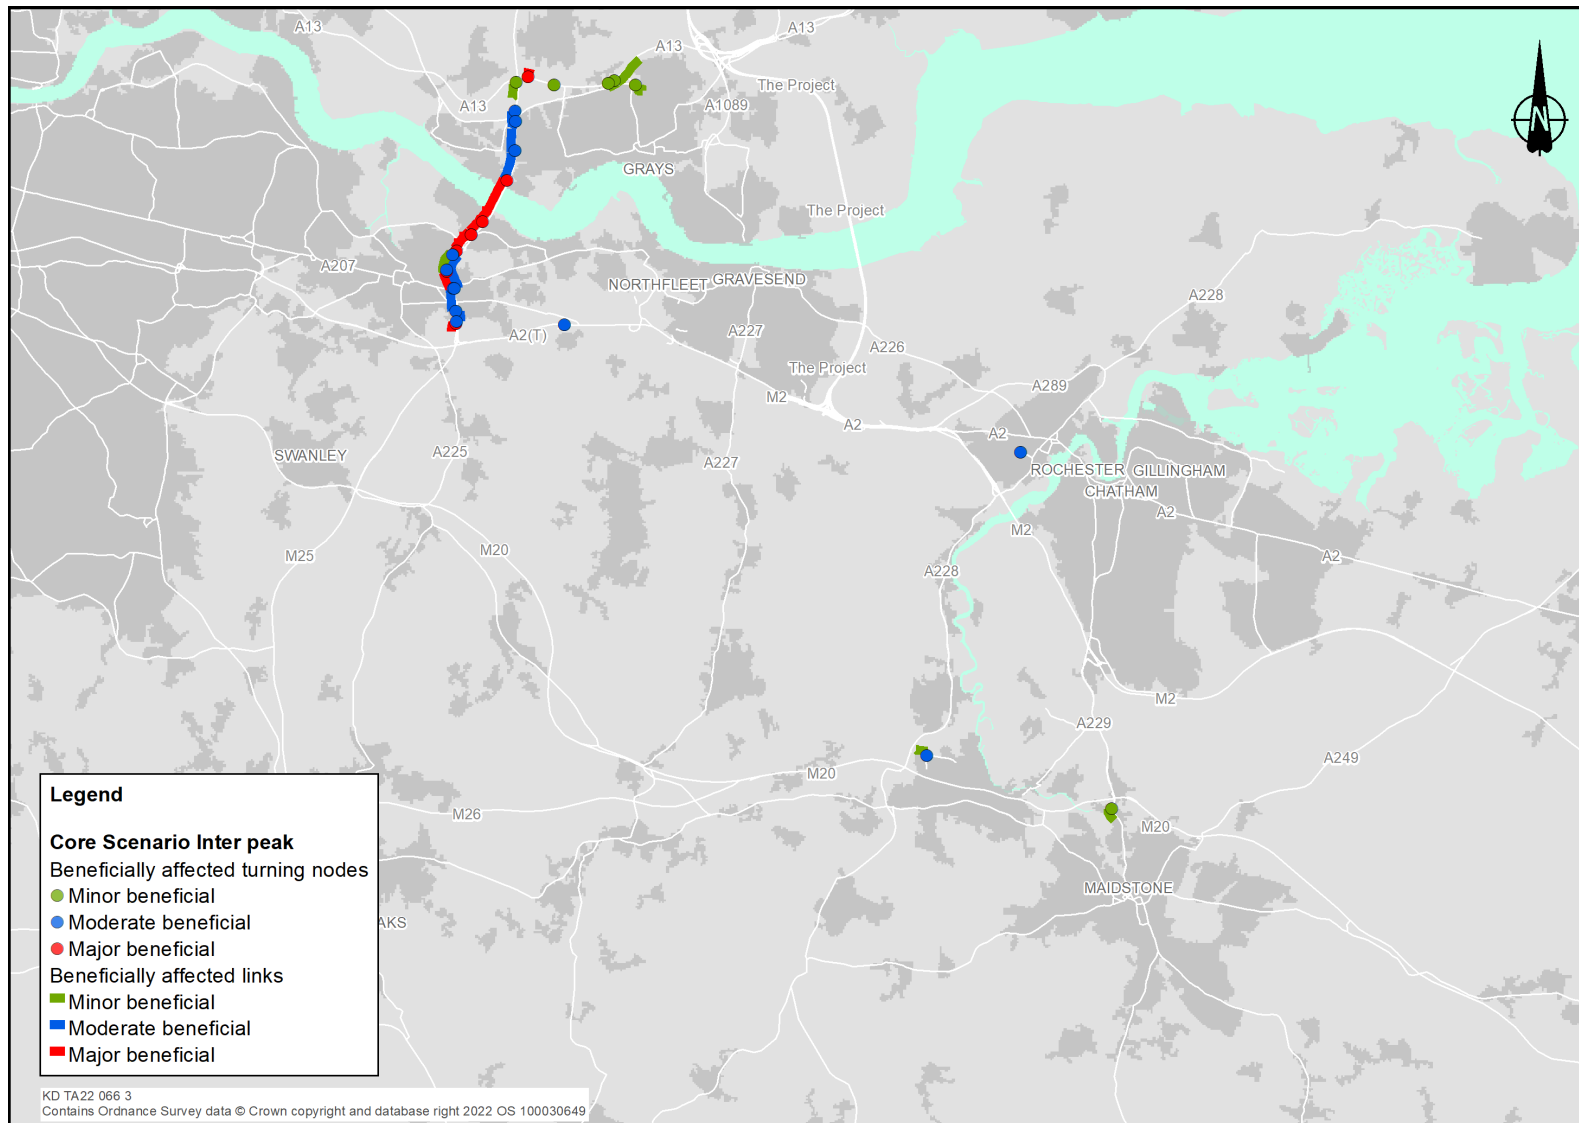 A13
A13
A13
The Project
A13
A1089
GRAYS
The Project
A207
NORTHFLEET
GRAVESEND
A228
A2(T)
A227
A226
The Project
A289
M2
A2
A2
SWANLEY
A225
A227
ROCHESTER
GILLINGHAM
CHATHAM
A2
M25
M20
M2
A2
A228
M2
A229
A249
M20
M26
M20
MAIDSTONE
AKS
N
Legend
Core Scenario Inter peak
Beneficially affected turning nodes
Minor beneficial
Moderate beneficial
Major beneficial
Beneficially affected links
Minor beneficial
Moderate beneficial
Major beneficial
KD TA22 066 3
Contains Ordnance Survey data © Crown copyright and database right 2022 OS 100030649